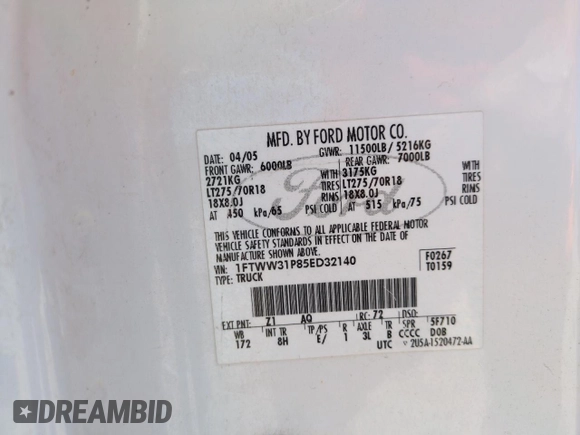 MFD. BY FORD MOTOR CO.
DATE: 04/05 GVWR: 11500LB/ 5216KG
FRONT GAWR: 6000LB REAR GAWR: 7000LB
2721KG WITH 3175KG WITH
LT275/70R18 TIRES LT275/70R18 TIRES
18X8.0J RIMS 18X8.0J RIMS
AT 450 kPa/65 PSI COLD AT 515 kPa/75 PSI COLD
Ford
THIS VEHICLE CONFORMS TO ALL APPLICABLE FEDERAL MOTOR
VEHICLE SAFETY STANDARDS IN EFFECT ON THE DATE OF
MANUFACTURE SHOWN ABOVE.
VIN: 1FTWW31P85ED32140 F0267
TYPE: TRUCK T0159
EXT PNT: Z1 AQ RC: 72 DSO:
WB INT TR TP/PS R AXLE TR SPR 5F710
172 8H E/ 1 3L B CCCC DOB
UTC 2U5A-1520472-AA
DREAMBID